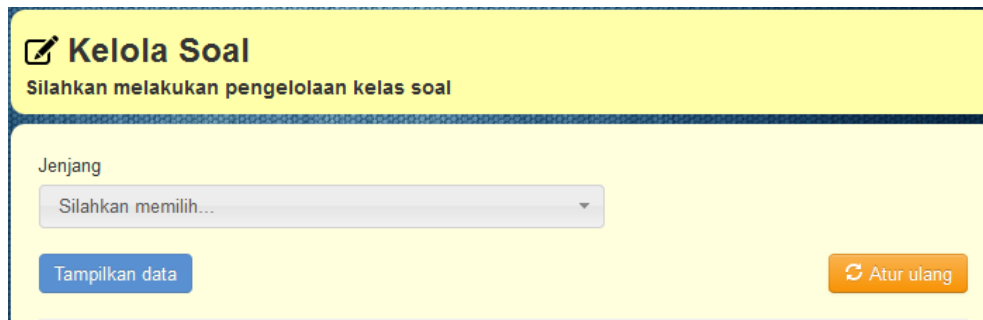 Kelola Soal
Silahkan melakukan pengelolaan kelas soal
Jenjang
Silahkan memilih...
Tampilkan data
Atur ulang